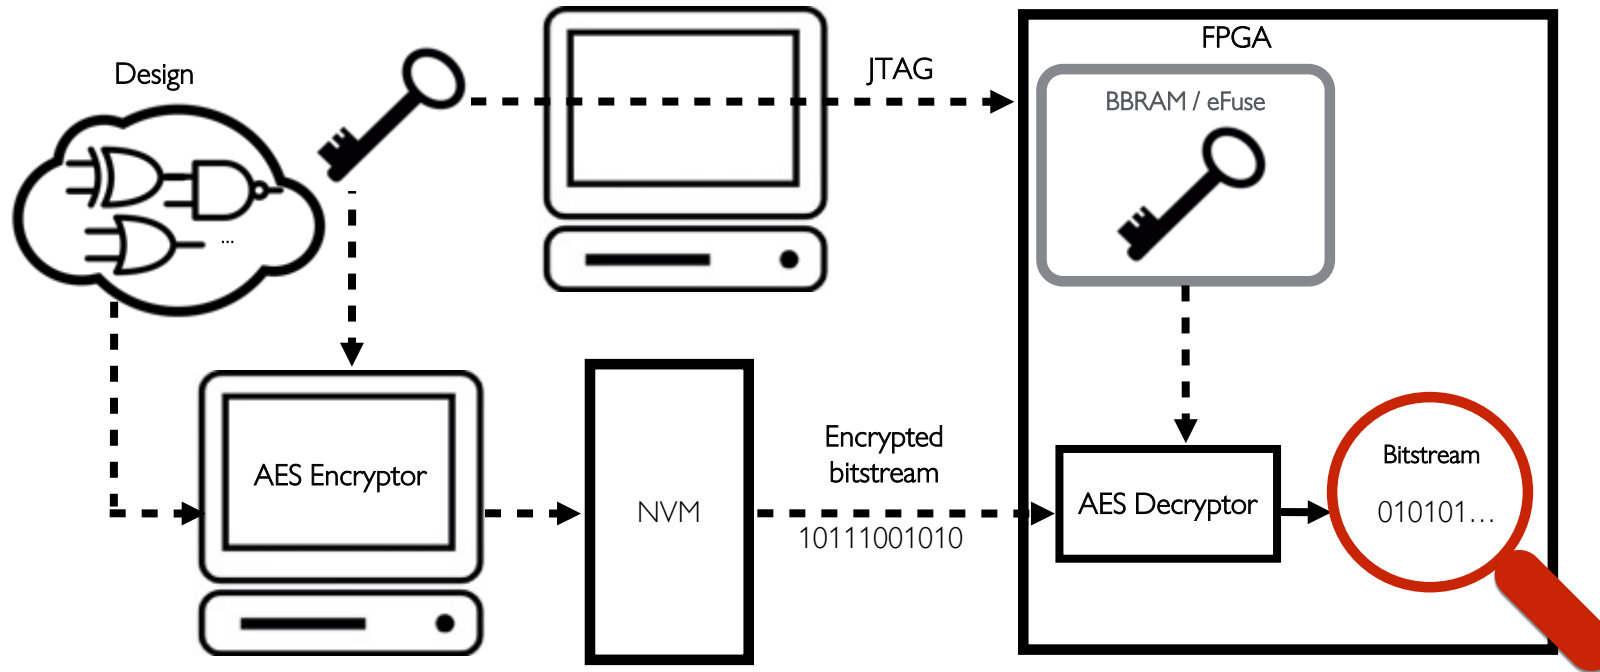 Design
...
JTAG
FPGA
BBRAM / eFuse
AES Encryptor
NVM
Encrypted
bitstream
10111001010
AES Decryptor
Bitstream
010101...